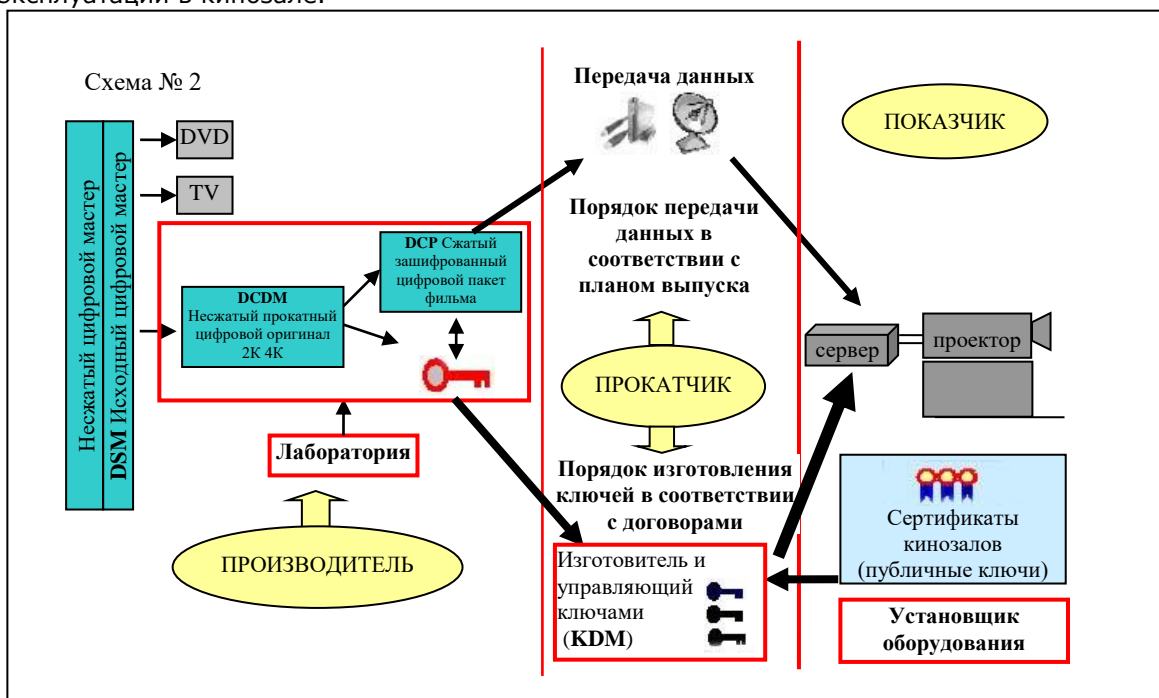 эксплуатации в кинозале.
Схема № 2
Несжатый цифровой мастер
DSM Исходный цифровой мастер
DVD
TV
DCDM
Несжатый прокатный
цифровой оригинал
2К 4К
DCP Сжатый
зашифрованный
цифровой пакет
фильма
Лаборатория
ПРОИЗВОДИТЕЛЬ
Передача данных
Порядок передачи
данных в
соответствии с
планом выпуска
ПРОКАТЧИК
Порядок изготовления
ключей в соответствии
с договорами
Изготовитель и
управляющий
ключами
(KDM)
ПОКАЗЧИК
сервер
проектор
Сертификаты
кинозалов
(публичные ключи)
Установщик
оборудования